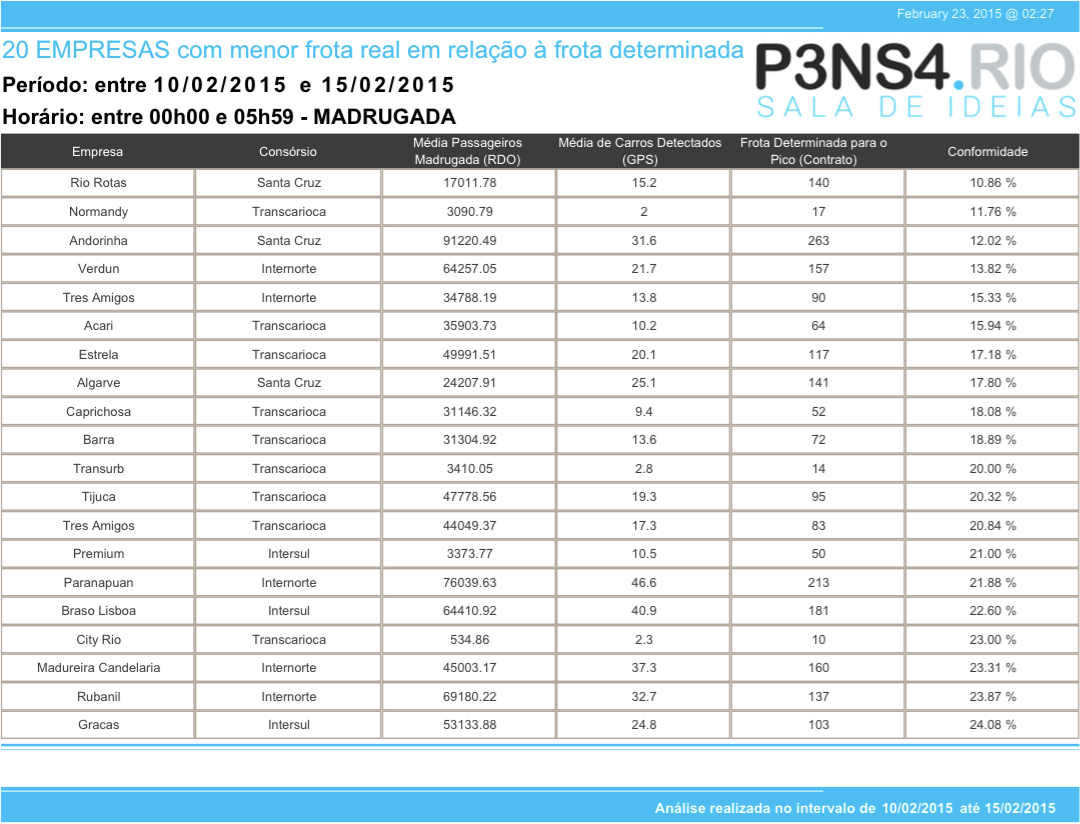 February 23, 2015 @ 02:27
20 EMPRESAS com menor frota real em relação à frota determinada
P3NS4.RIO
SALA DE IDEIAS
Período: entre 10/02/2015 e 15/02/2015
Horário: entre 00h00 e 05h59 - MADRUGADA
Empresa Consórsio Média Passageiros Madrugada (RDO) Média de Carros Detectados (GPS) Frota Determinada para o Pico (Contrato) Conformidade
Rio Rotas Santa Cruz 17011.78 15.2 140 10.86 %
Normandy Transcarioca 3090.79 2 17 11.76 %
Andorinha Santa Cruz 91220.49 31.6 263 12.02 %
Verdun Internorte 64257.05 21.7 157 13.82 %
Tres Amigos Internorte 34788.19 13.8 90 15.33 %
Acari Transcarioca 35903.73 10.2 64 15.94 %
Estrela Transcarioca 49991.51 20.1 117 17.18 %
Algarve Santa Cruz 24207.91 25.1 141 17.80 %
Caprichosa Transcarioca 31146.32 9.4 52 18.08 %
Barra Transcarioca 31304.92 13.6 72 18.89 %
Transurb Transcarioca 3410.05 2.8 14 20.00 %
Tijuca Transcarioca 47778.56 19.3 95 20.32 %
Tres Amigos Transcarioca 44049.37 17.3 83 20.84 %
Premium Intersul 3373.77 10.5 50 21.00 %
Paranapuan Internorte 76039.63 46.6 213 21.88 %
Braso Lisboa Intersul 64410.92 40.9 181 22.60 %
City Rio Transcarioca 534.86 2.3 10 23.00 %
Madureira Candelaria Internorte 45003.17 37.3 160 23.31 %
Rubanil Internorte 69180.22 32.7 137 23.87 %
Gracas Intersul 53133.88 24.8 103 24.08 %
Análise realizada no intervalo de 10/02/2015 até 15/02/2015